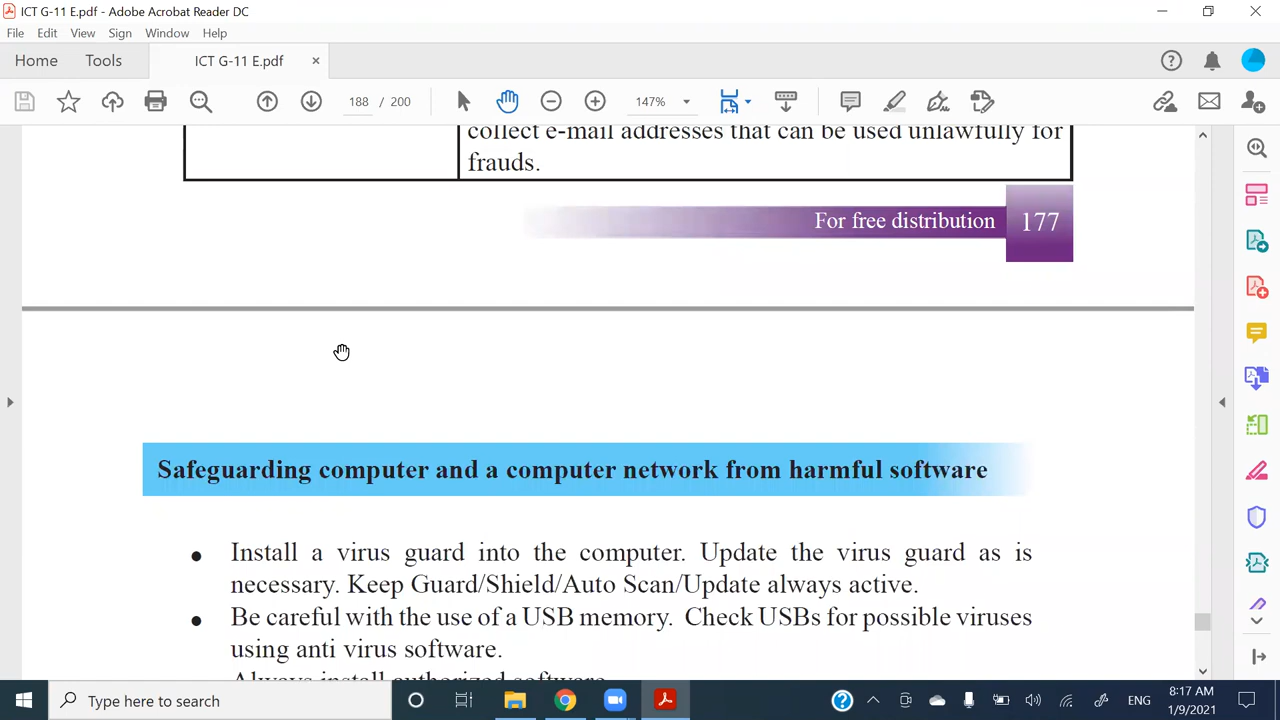 ICT G-11 E.pdf - Adobe Acrobat Reader DC
File Edit View Sign Window Help
Home Tools ICT G-11 E.pdf ×
188 / 200 147%
collect e-mail addresses that can be used unlawfully for
frauds.
For free distribution 177
Safeguarding computer and a computer network from harmful software
● Install a virus guard into the computer. Update the virus guard as is
necessary. Keep Guard/Shield/Auto Scan/Update always active.
● Be careful with the use of a USB memory. Check USBs for possible viruses
using anti virus software.
Always install authorized software
Type here to search
ENG
8:17 AM
1/9/2021